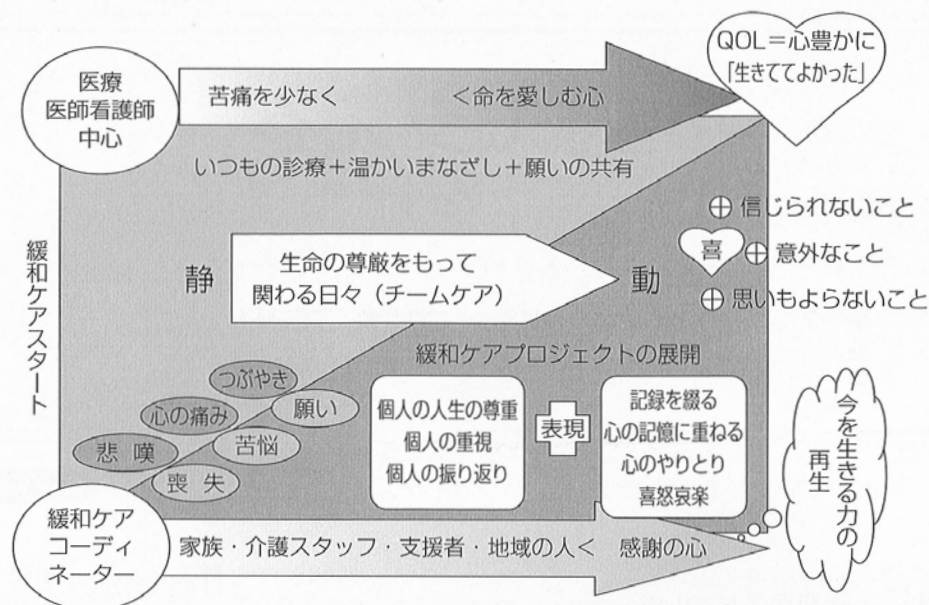 医療
医師看護師
中心
苦痛を少なく
<命を愛しむ心
QOL=心豊かに
「生きててよかった」
いつもの診療+温かいまなざし+願いの共有
緩和ケアスタート
静
生命の尊厳をもって
関わる日々(チームケア)
動
喜
⊕信じられないこと
⊕意外なこと
⊕思いもよらないこと
緩和ケアプロジェクトの展開
つぶやき
心の痛み
願い
悲嘆
苦悩
喪失
個人の人生の尊重
個人の重視
個人の振り返り
表現
記録を綴る
心の記憶に重ねる
心のやりとり
喜怒哀楽
今を生きる力の
再生
緩和ケア
コーディ
ネーター
家族・介護スタッフ・支援者・地域の人<
感謝の心